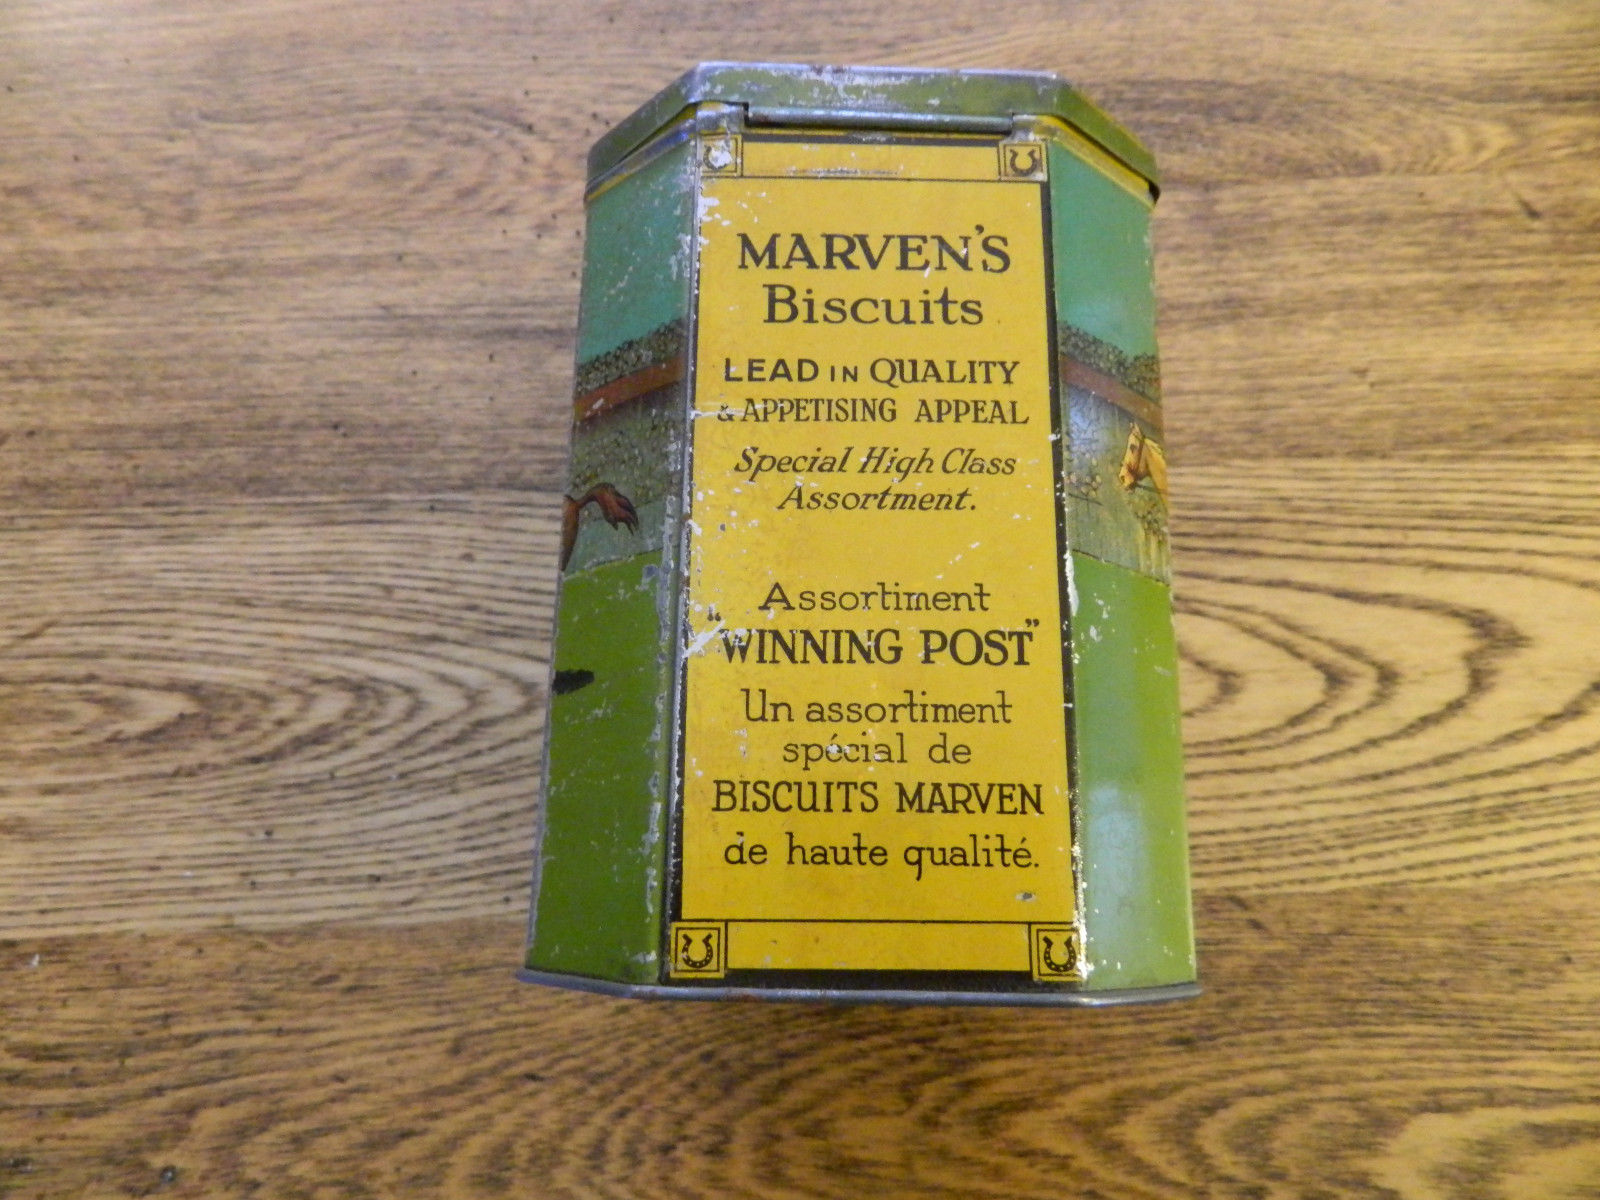 MARVEN'S
Biscuits
LEAD IN QUALITY
& APPETISING APPEAL
Special High Class
Assortment.
Assortiment
"WINNING POST"
Un assortiment
spécial de
BISCUITS MARVEN
de haute qualité.